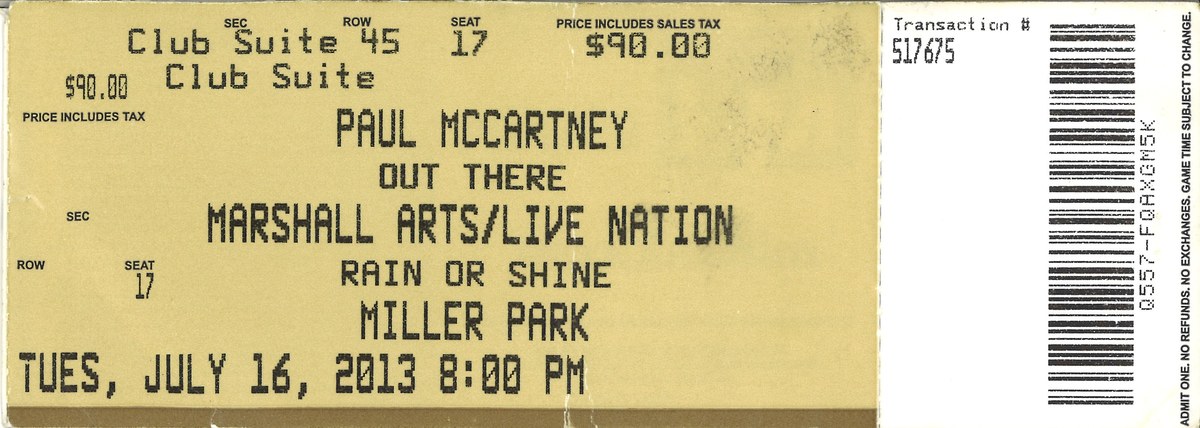 SEC ROW SEAT PRICE INCLUDES SALES TAX
Club Suite 45 17 $90.00
$90.00 Club Suite
PRICE INCLUDES TAX
PAUL MCCARTNEY
OUT THERE
SEC
MARSHALL ARTS/LIVE NATION
ROW SEAT
17
RAIN OR SHINE
MILLER PARK
TUES, JULY 16, 2013 8:00 PM
Transaction #
517675
Q557-FQAXGM5K
ADMIT ONE. NO REFUNDS. NO EXCHANGES. GAME TIME SUBJECT TO CHANGE.